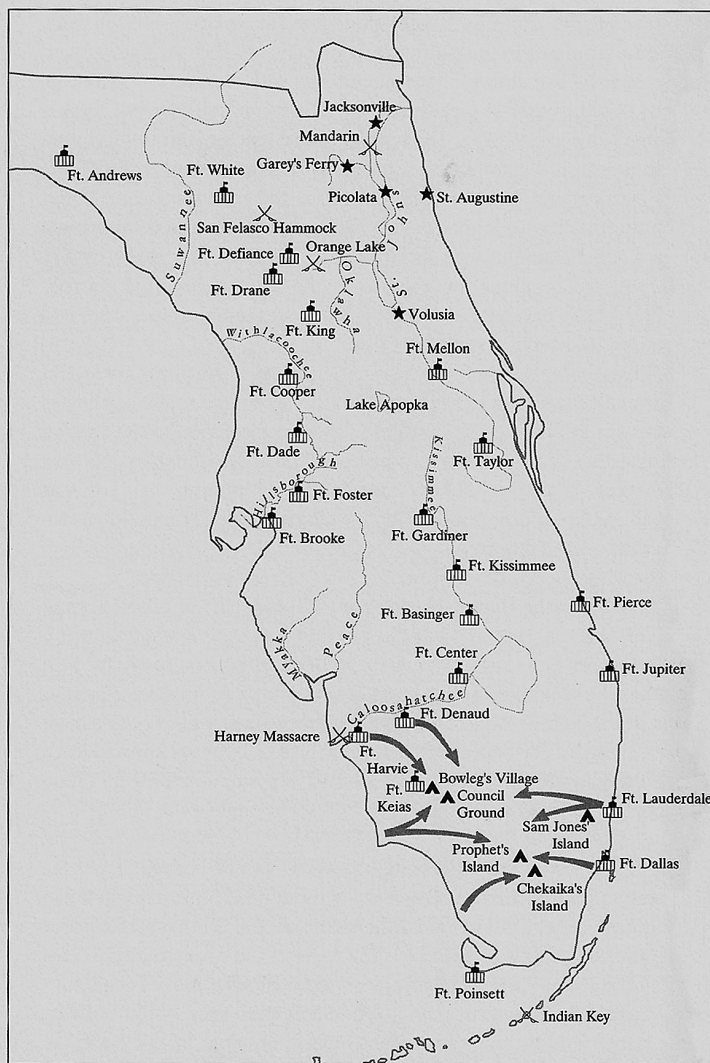 Jacksonville
Mandarin
Garey's Ferry
Ft. Andrews
Ft. White
Picolata
St. Augustine
Suwannee
San Felasco Hammock
St. Johns
Ft. Defiance
Orange Lake
Ft. Drane
Oklawha
Ft. King
Volusia
Withlacoochee
Ft. Mellon
Ft. Cooper
Lake Apopka
Ft. Dade
Kissimmee
Ft. Taylor
Hillsborough
Ft. Foster
Ft. Brooke
Ft. Gardiner
Ft. Kissimmee
Ft. Pierce
Ft. Basinger
Myakka
Peace
Ft. Center
Ft. Jupiter
Caloosahatchee
Ft. Denaud
Harney Massacre
Ft.
Harvie
Bowleg's Village
Ft.
Keias
Council
Ground
Ft. Lauderdale
Sam Jones'
Island
Prophet's
Island
Ft. Dallas
Chekaika's
Island
Ft. Poinsett
Indian Key